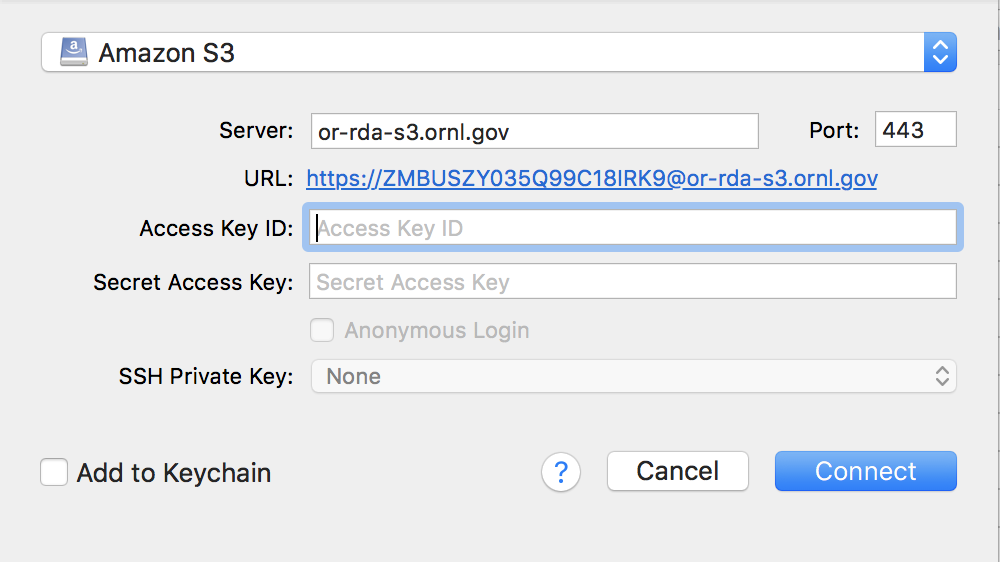 Amazon S3
Server: or-rda-s3.ornl.gov Port: 443
URL: https://ZMBUSZY035Q99C18IRK9@or-rda-s3.ornl.gov
Access Key ID: Access Key ID
Secret Access Key: Secret Access Key
Anonymous Login
SSH Private Key: None
Add to Keychain ? Cancel Connect